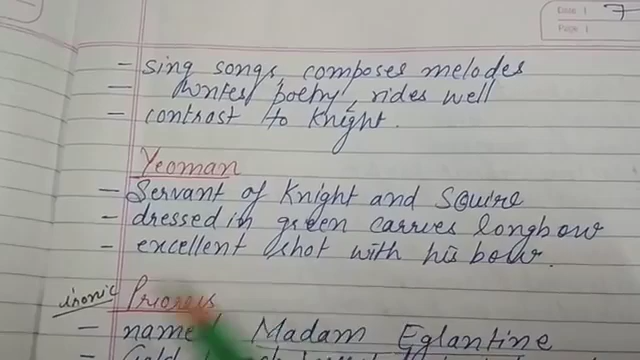 Date 7
Page
- sing songs, composes melodes
- writes poetry, rides well
- contrast to Knight.
Yeoman
- Servant of Knight and Squire
- dressed in green carries longbow
- excellent shot with his bow.
ironic Prioress
- named Madam Eglantine